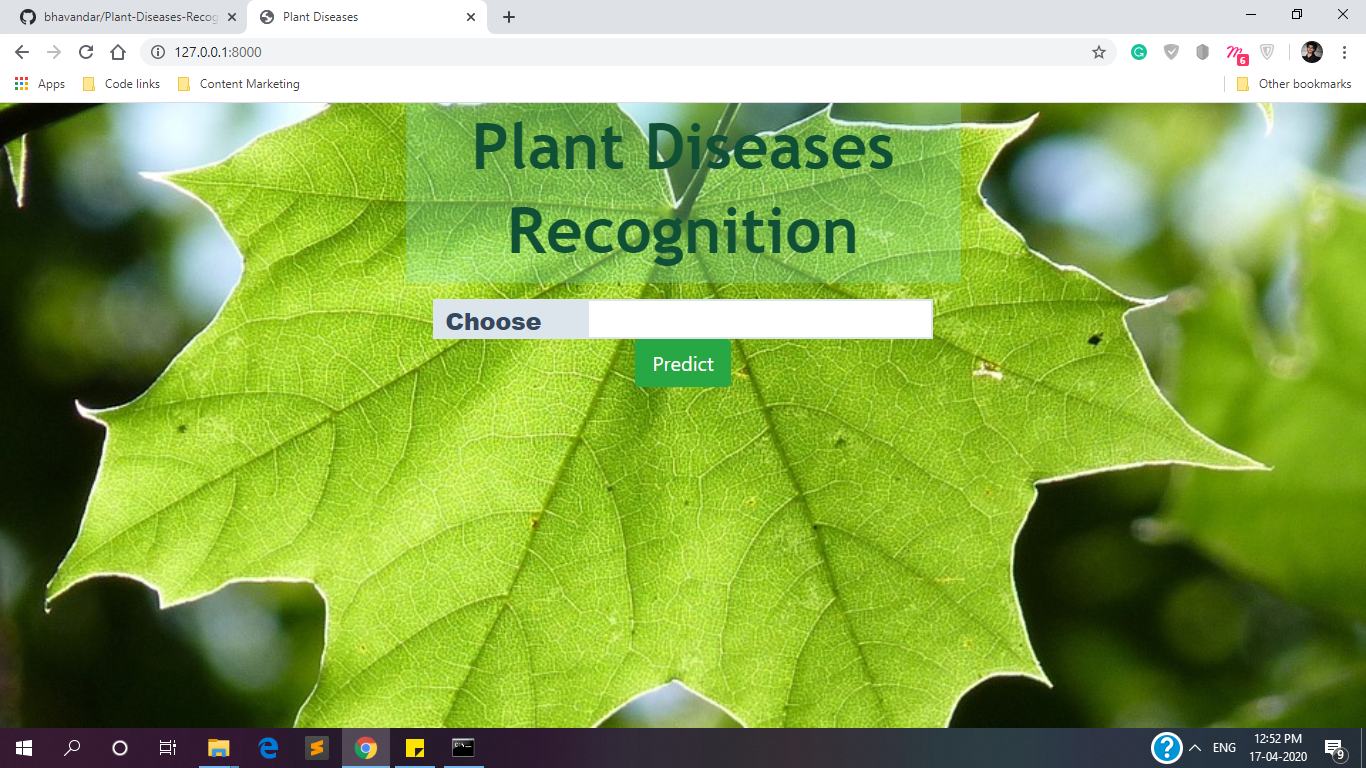 bhavandar/Plant-Diseases-Recog
Plant Diseases
127.0.0.1:8000
6
Apps
Code links
Content Marketing
Other bookmarks
Plant Diseases
Recognition
Choose
Predict
ENG
12:52 PM
17-04-2020
9